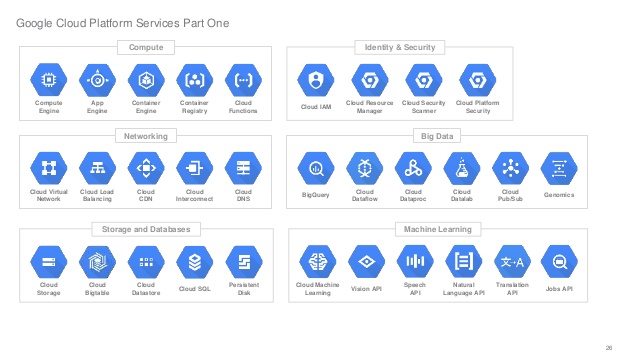 Google Cloud Platform Services Part One
Compute
Compute
Engine
App
Engine
Container
Engine
Container
Registry
Cloud
Functions
Identity & Security
Cloud IAM
Cloud Resource
Manager
Cloud Security
Scanner
Cloud Platform
Security
Networking
Cloud Virtual
Network
Cloud Load
Balancing
Cloud
CDN
Cloud
Interconnect
Cloud
DNS
Big Data
BigQuery
Cloud
Dataflow
Cloud
Dataproc
Cloud
Datalab
Cloud
Pub/Sub
Genomics
Storage and Databases
Cloud
Storage
Cloud
Bigtable
Cloud
Datastore
Cloud SQL
Persistent
Disk
Machine Learning
Cloud Machine
Learning
Vision API
Speech
API
Natural
Language API
文A
Translation
API
Jobs API
26